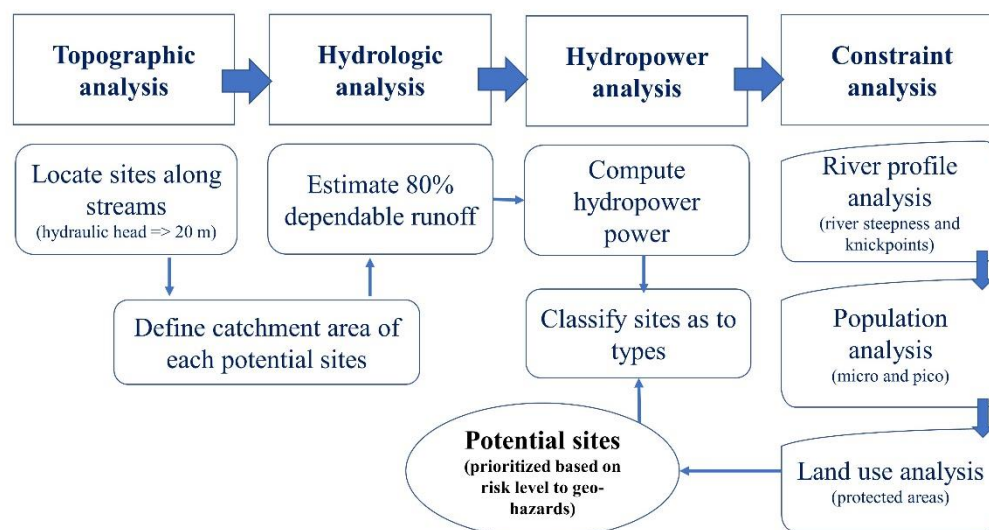 Topographic
analysis
Hydrologic
analysis
Hydropower
analysis
Constraint
analysis
Locate sites along
streams
(hydraulic head => 20 m)
Estimate 80%
dependable runoff
Compute
hydropower
power
River profile
analysis
(river steepness and
knickpoints)
Define catchment area of
each potential sites
Classify sites as to
types
Population
analysis
(micro and pico)
Potential sites
(prioritized based on
risk level to geo-
hazards)
Land use analysis
(protected areas)